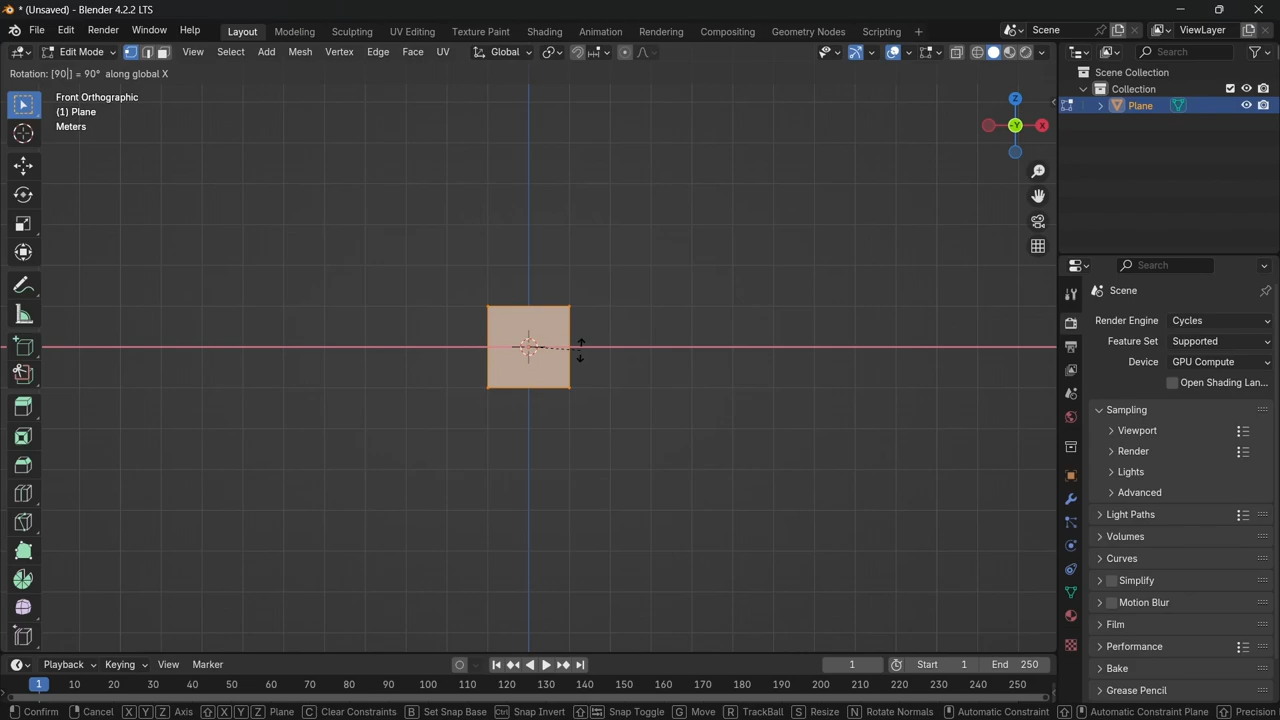 * (Unsaved) - Blender 4.2.2 LTS
File Edit Render Window Help Layout Modeling Sculpting UV Editing Texture Paint Shading Animation Rendering Compositing Geometry Nodes Scripting + Scene ViewLayer
Edit Mode View Select Add Mesh Vertex Edge Face UV Global Search
Rotation: [90|] = 90° along global X
Scene Collection
Collection
Plane
Front Orthographic
(1) Plane
Meters
Z
-Y X
Search
Scene
Render Engine Cycles
Feature Set Supported
Device GPU Compute
Open Shading Lan...
Sampling
Viewport
Render
Lights
Advanced
Light Paths
Volumes
Curves
Simplify
Motion Blur
Film
Performance
Bake
Grease Pencil
Playback Keying View Marker 1 Start 1 End 250
1 10 20 30 40 50 60 70 80 90 100 110 120 130 140 150 160 170 180 190 200 210 220 230 240 250
Confirm Cancel X Y Z Axis X Y Z Plane C Clear Constraints B Set Snap Base Ctrl Snap Invert Snap Toggle G Move R TrackBall S Resize N Rotate Normals Automatic Constraint Automatic Constraint Plane Precision